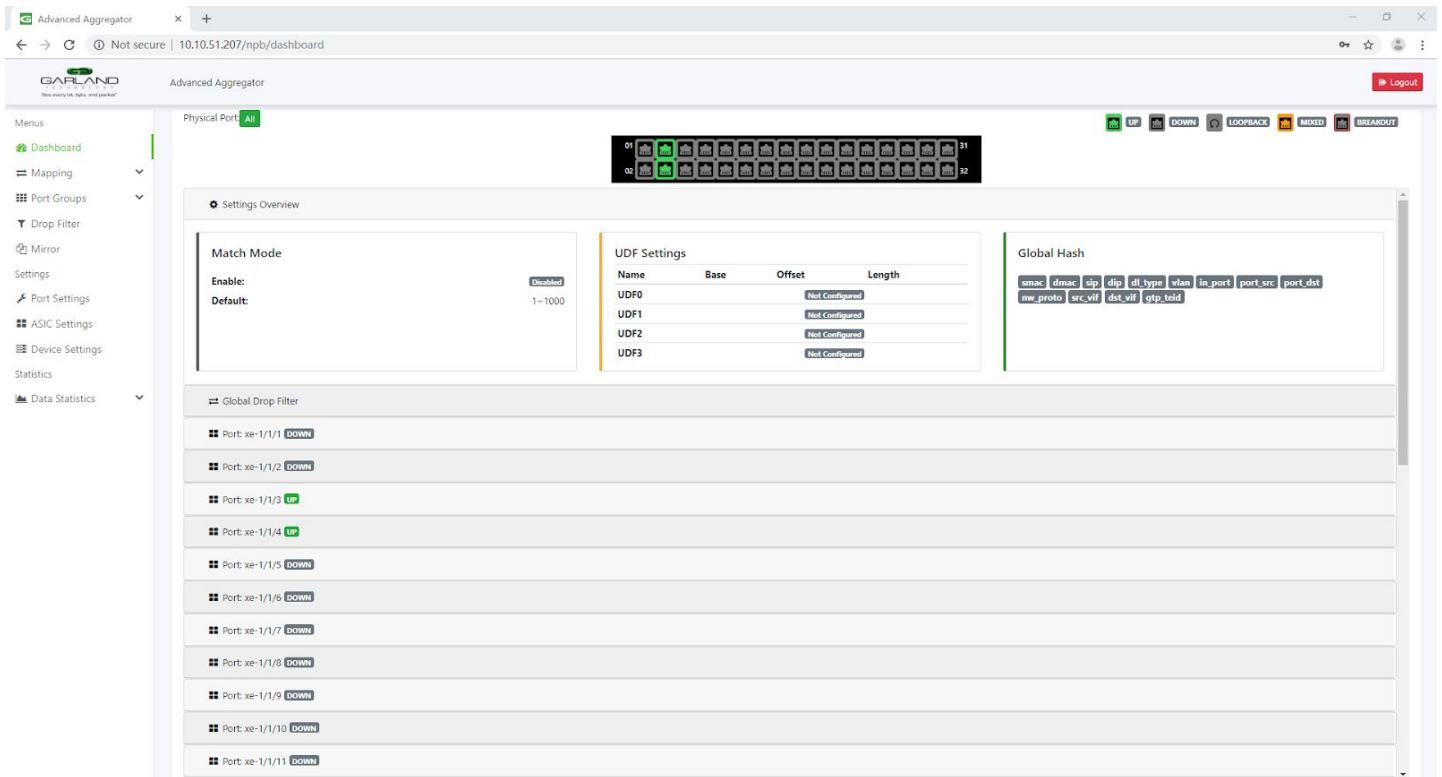 Advanced Aggregator
Not secure | 10.10.51.207/npb/dashboard
GARLAND
TECHNOLOGY
See every bit, byte, and packet®
Advanced Aggregator
Logout
Menus
Dashboard
Mapping
Port Groups
Drop Filter
Mirror
Settings
Port Settings
ASIC Settings
Device Settings
Statistics
Data Statistics
Physical Port: All
UP DOWN LOOPBACK MIXED BREAKOUT
01 31
02 32
Settings Overview
Match Mode
Enable: Disabled
Default: 1~1000
UDF Settings
Name Base Offset Length
UDF0 Not Configured
UDF1 Not Configured
UDF2 Not Configured
UDF3 Not Configured
Global Hash
smac dmac sip dip dl_type vlan in_port port_src port_dst
nw_proto src_vif dst_vif gtp_teid
Global Drop Filter
Port: xe-1/1/1 DOWN
Port: xe-1/1/2 DOWN
Port: xe-1/1/3 UP
Port: xe-1/1/4 UP
Port: xe-1/1/5 DOWN
Port: xe-1/1/6 DOWN
Port: xe-1/1/7 DOWN
Port: xe-1/1/8 DOWN
Port: xe-1/1/9 DOWN
Port: xe-1/1/10 DOWN
Port: xe-1/1/11 DOWN